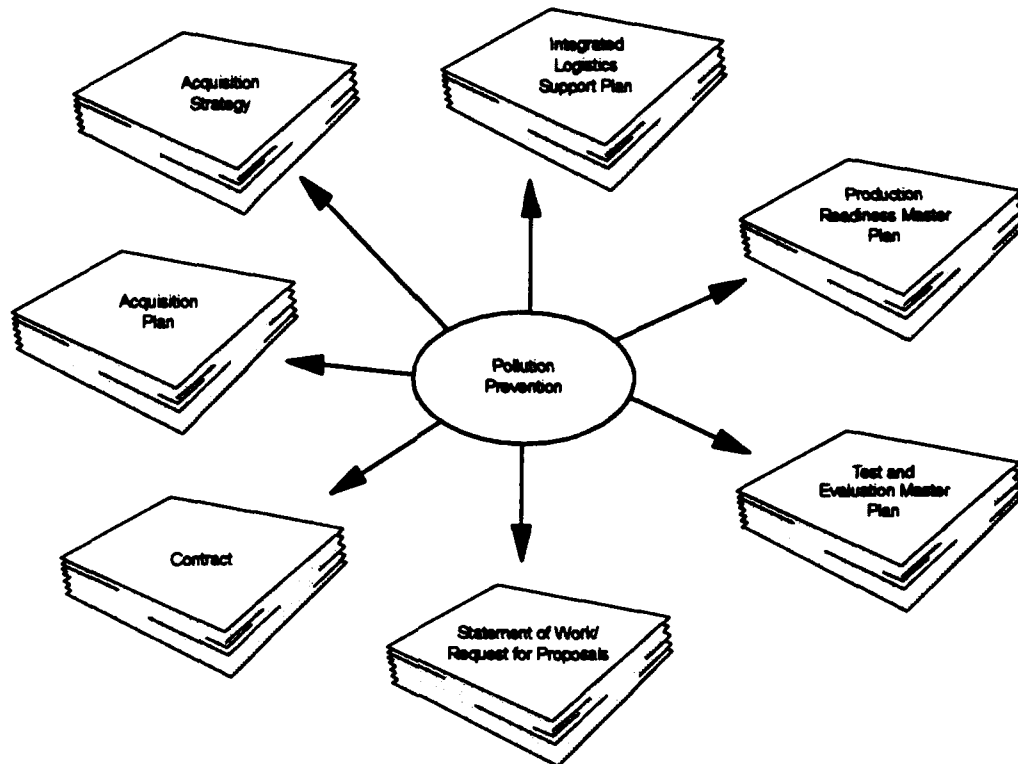 Acquisition
Strategy
Integrated
Logistics
Support Plan
Production
Readiness Master
Plan
Acquisition
Plan
Pollution
Prevention
Test and
Evaluation Master
Plan
Contract
Statement of Work/
Request for Proposals